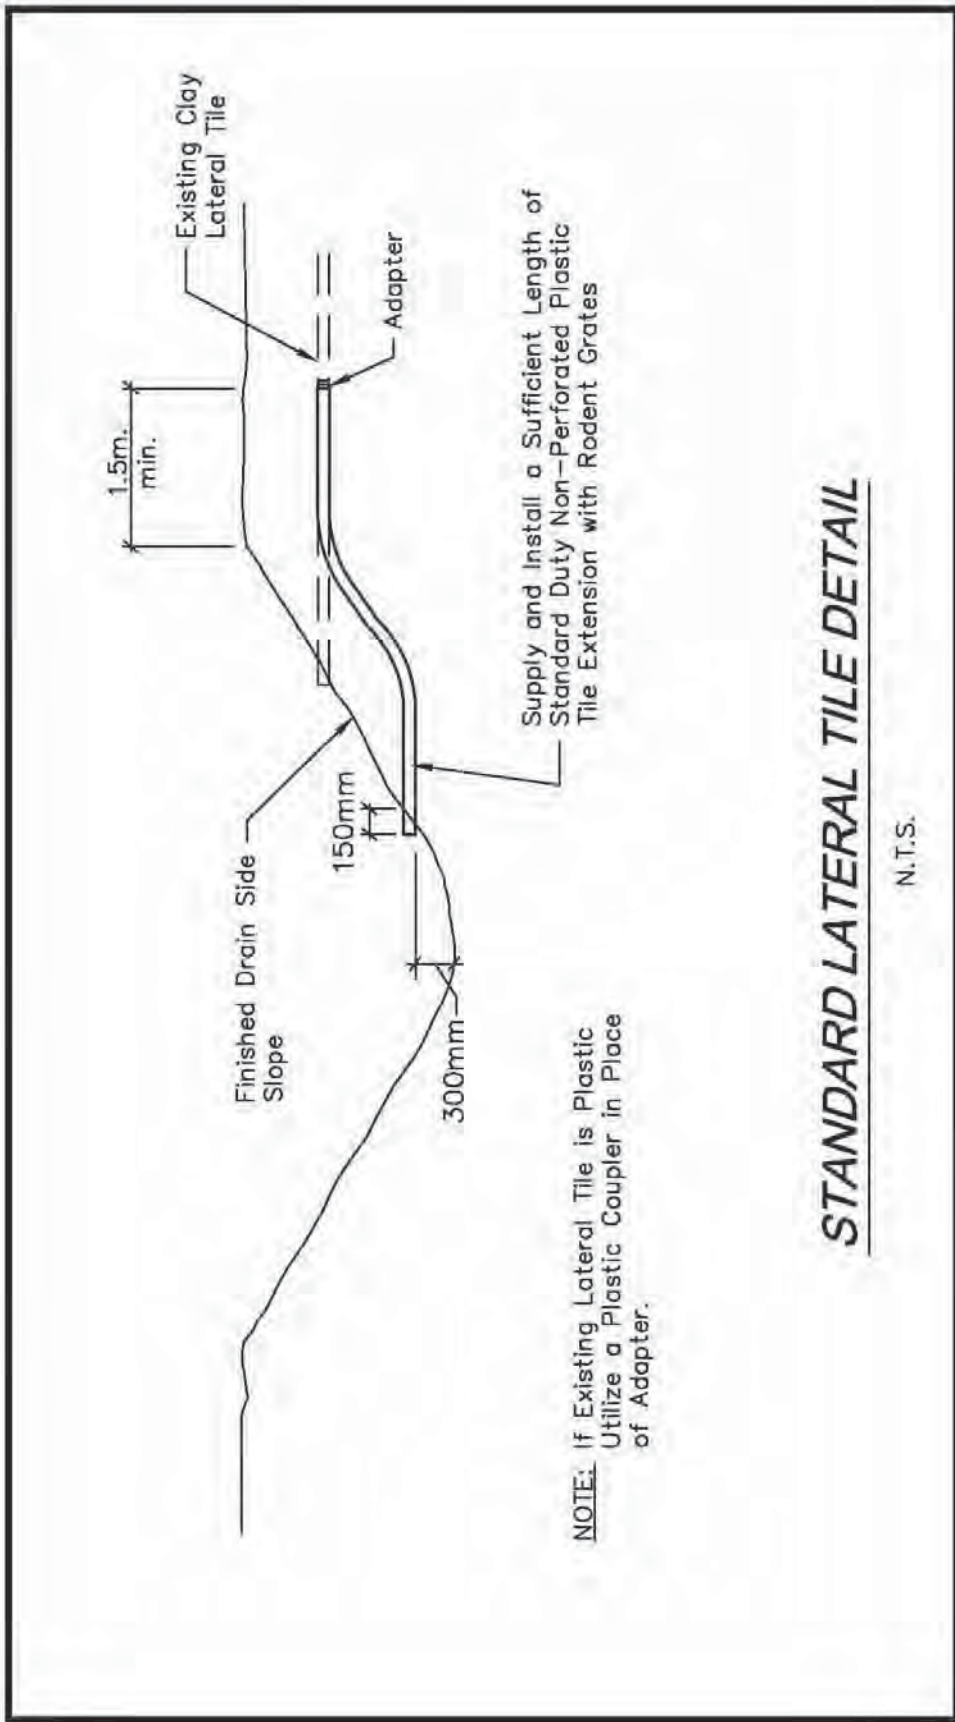 1.5m.
min.
Existing Clay
Lateral Tile
Finished Drain Side
Slope
150mm
Adapter
300mm
Supply and Install a Sufficient Length of
Standard Duty Non-Perforated Plastic
Tile Extension with Rodent Grates
NOTE: If Existing Lateral Tile is Plastic
Utilize a Plastic Coupler in Place
of Adapter.
STANDARD LATERAL TILE DETAIL
N.T.S.